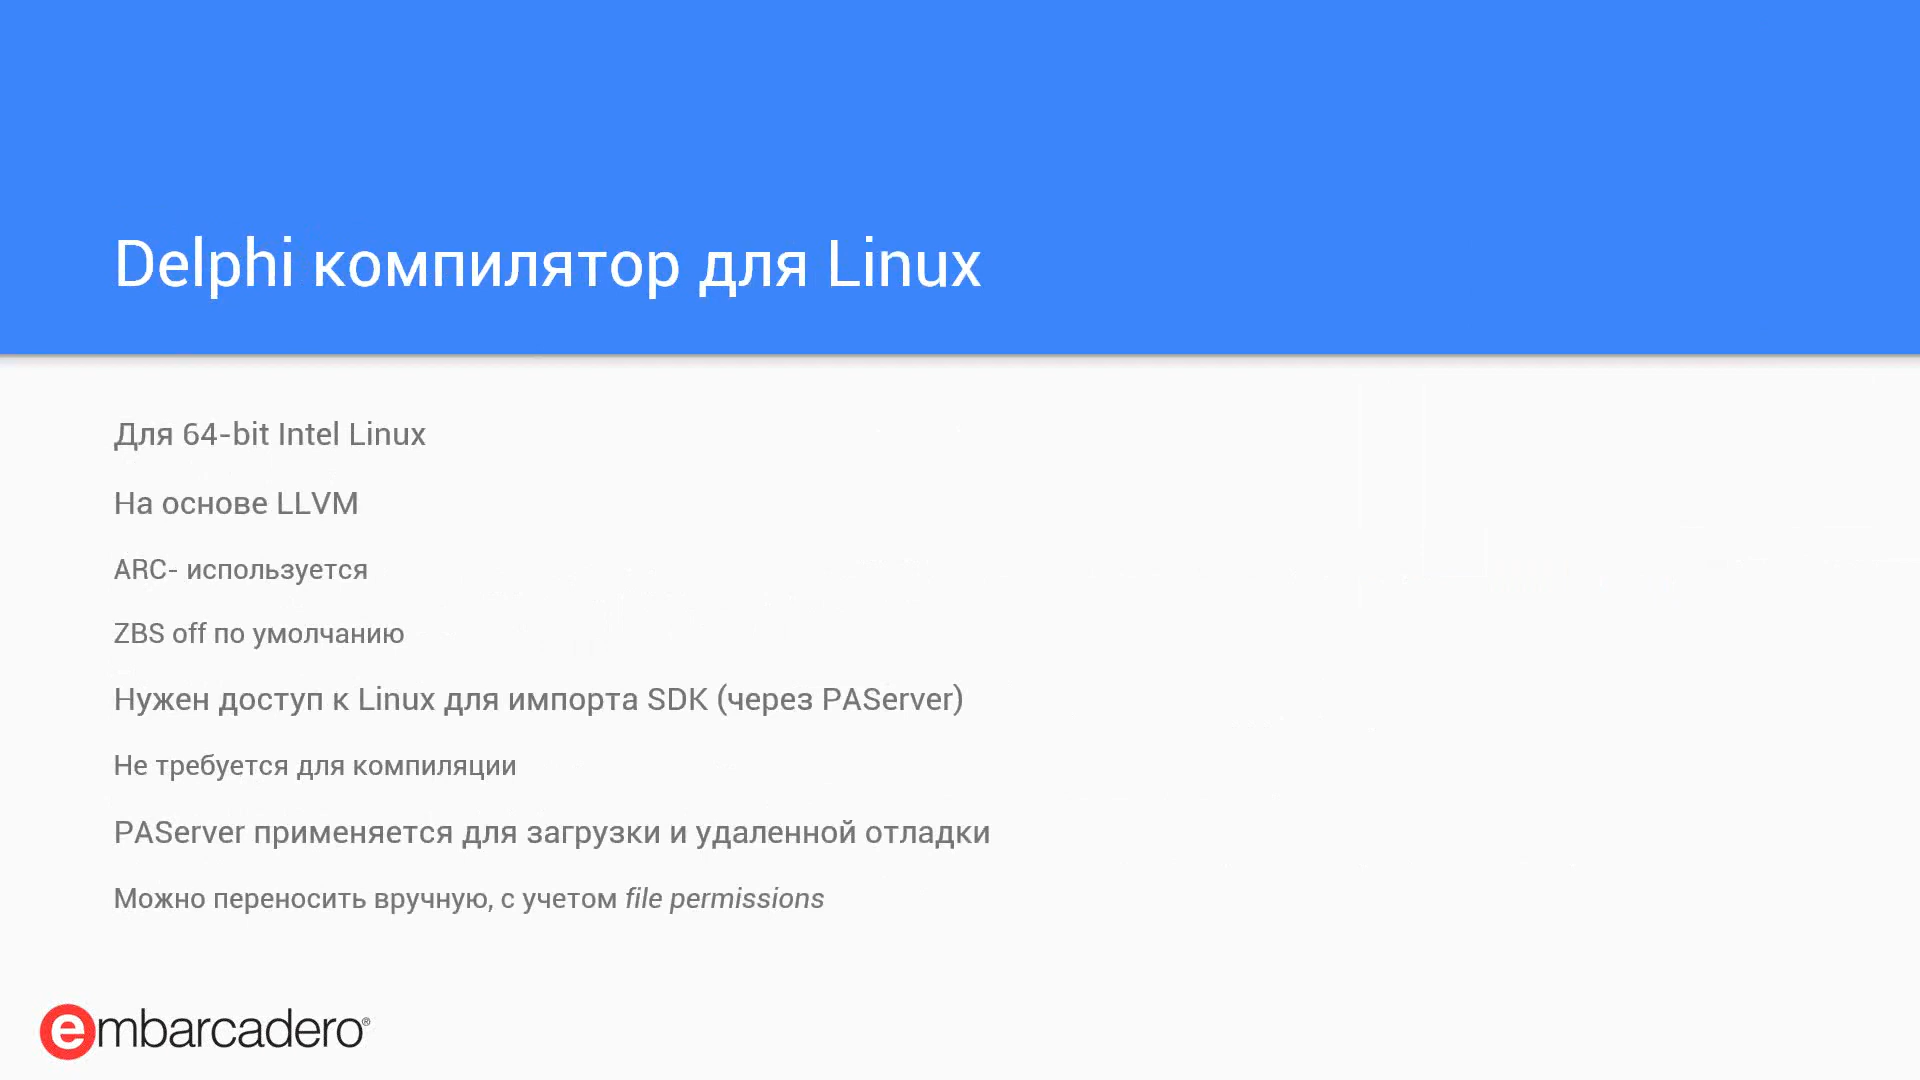 Delphi компилятор для Linux
Для 64-bit Intel Linux
На основе LLVM
ARC- используется
ZBS off по умолчанию
Нужен доступ к Linux для импорта SDK (через PAServer)
Не требуется для компиляции
PAServer применяется для загрузки и удаленной отладки
Можно переносить вручную, с учетом file permissions
embarcadero®